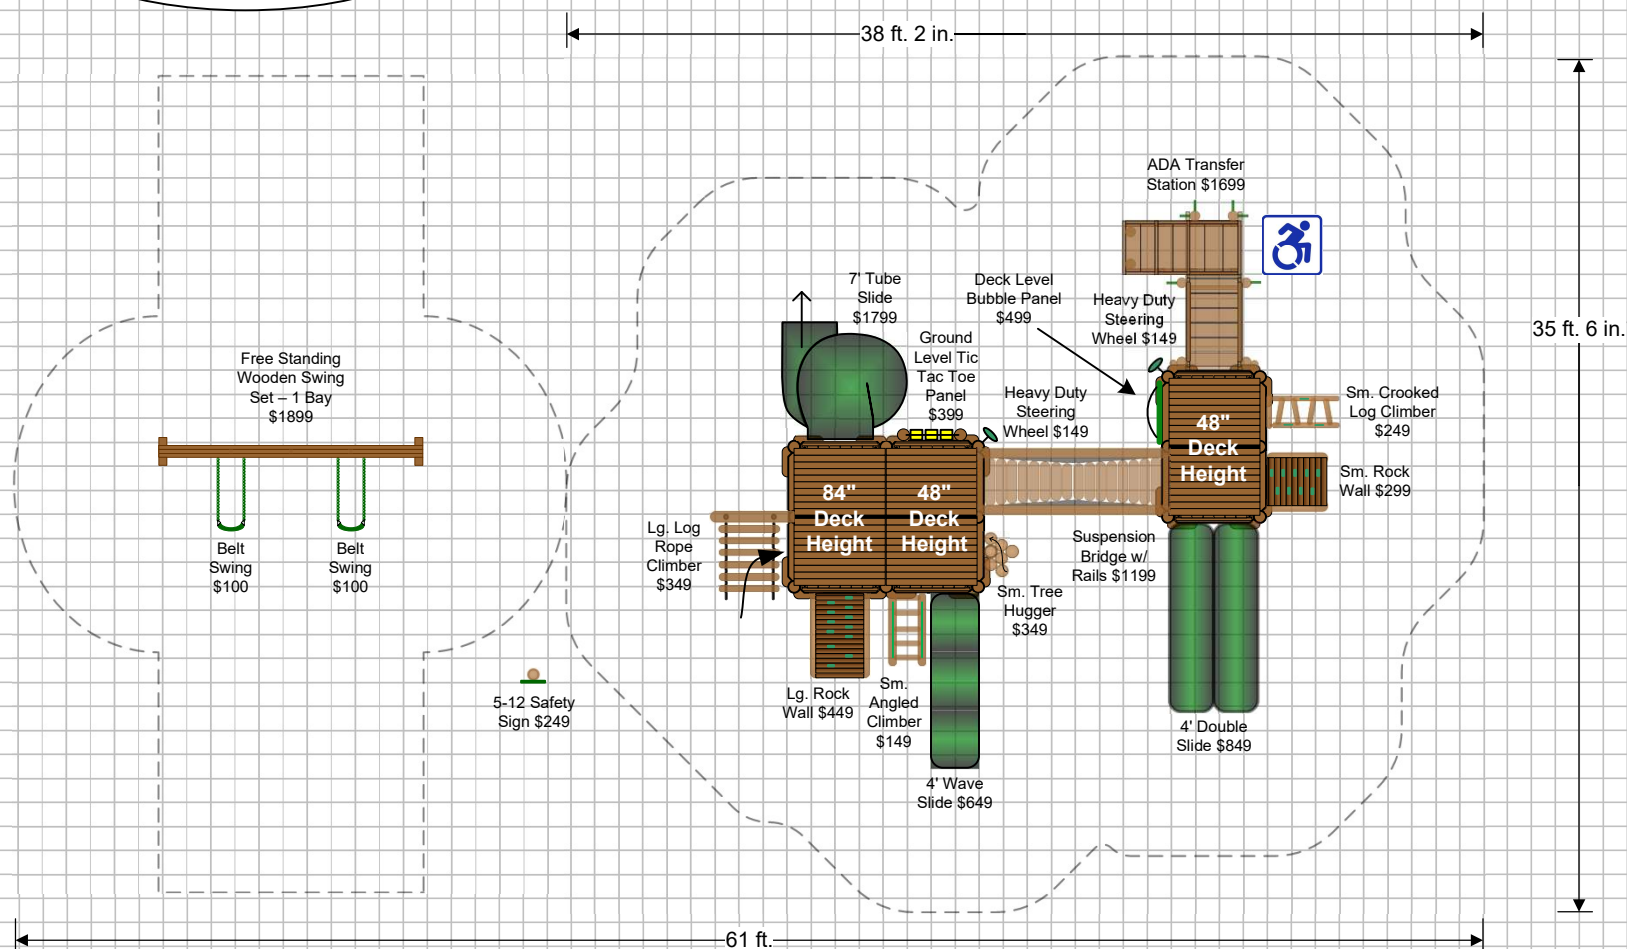 38 ft. 2 in.
ADA Transfer
Station $1699
35 ft. 6 in.
7' Tube
Slide
$1799
Deck Level
Bubble Panel
$499
Heavy Duty
Steering
Wheel $149
Ground
Level Tic
Tac Toe
Panel
$399
Free Standing
Wooden Swing
Set – 1 Bay
$1899
Heavy Duty
Steering
Wheel $149
Sm. Crooked
Log Climber
$249
48"
Deck
Height
Sm. Rock
Wall $299
84"
Deck
Height
48"
Deck
Height
Lg. Log
Rope
Climber
$349
Suspension
Bridge w/
Rails $1199
Belt
Swing
$100
Belt
Swing
$100
Sm. Tree
Hugger
$349
5-12 Safety
Sign $249
Lg. Rock
Wall $449
Sm.
Angled
Climber
$149
4' Double
Slide $849
4' Wave
Slide $649
61 ft.